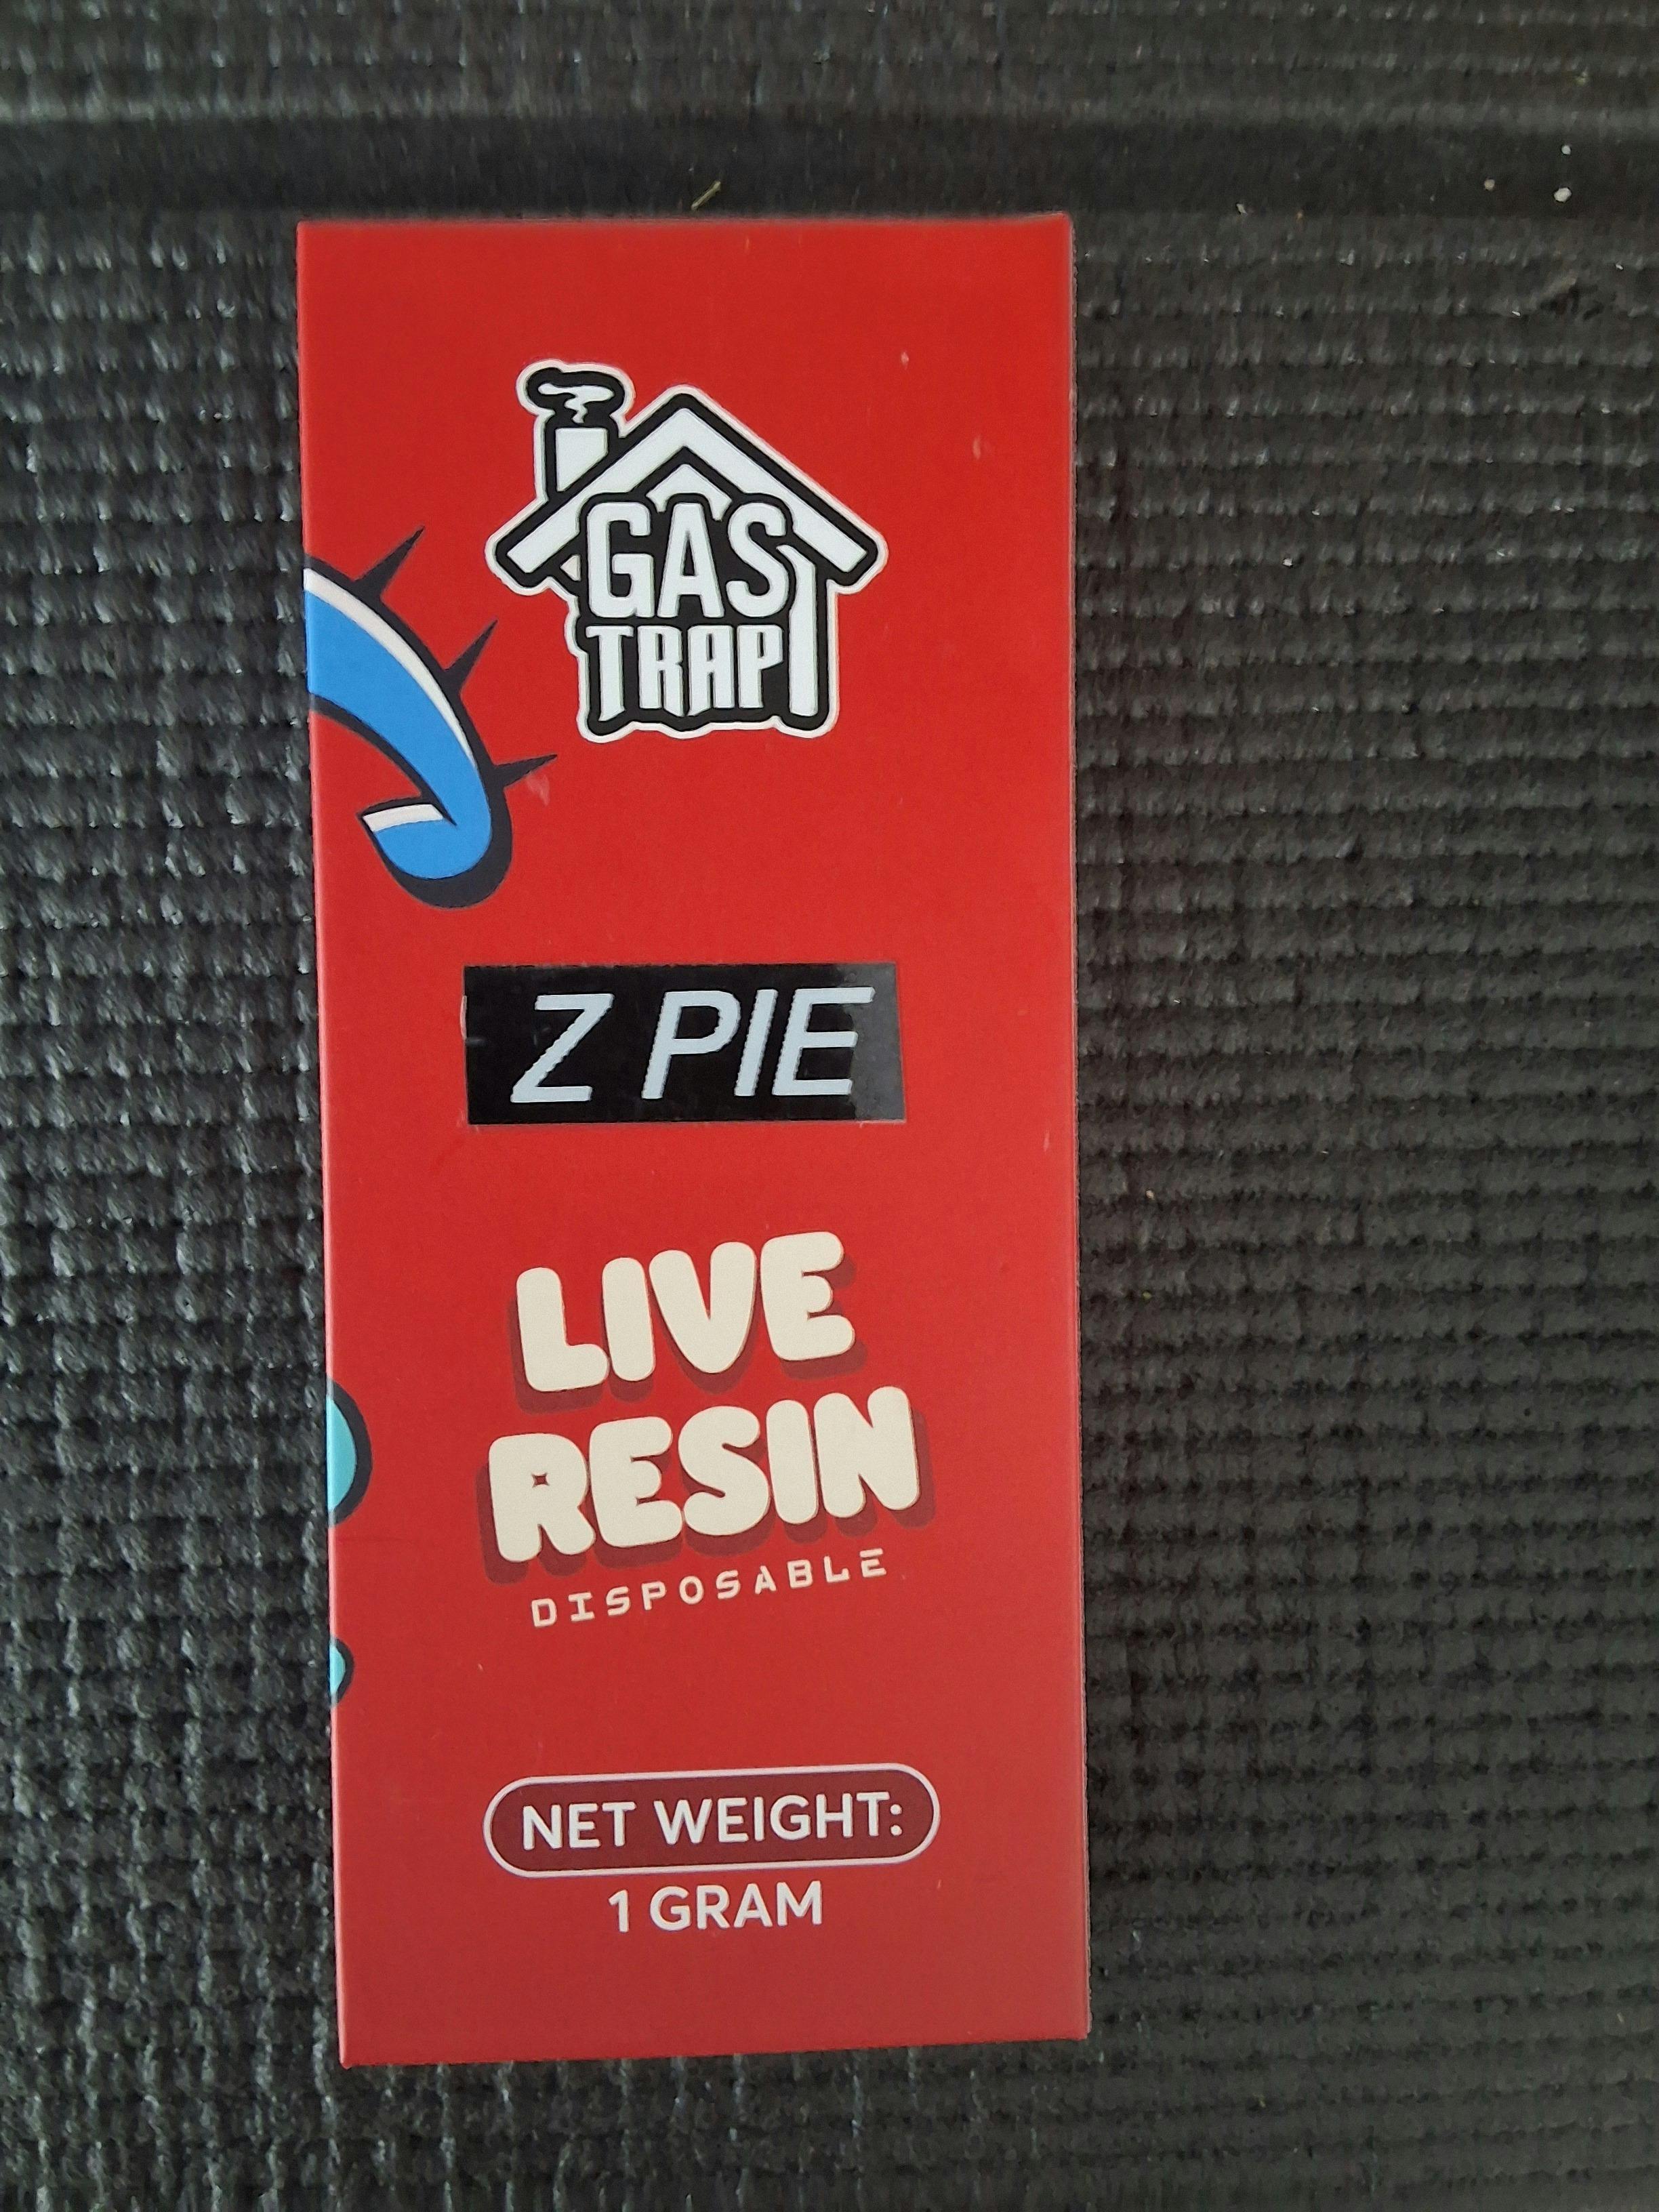 GAS
TRAP
Z PIE
LIVE
RESIN
DISPOSABLE
NET WEIGHT:
1 GRAM